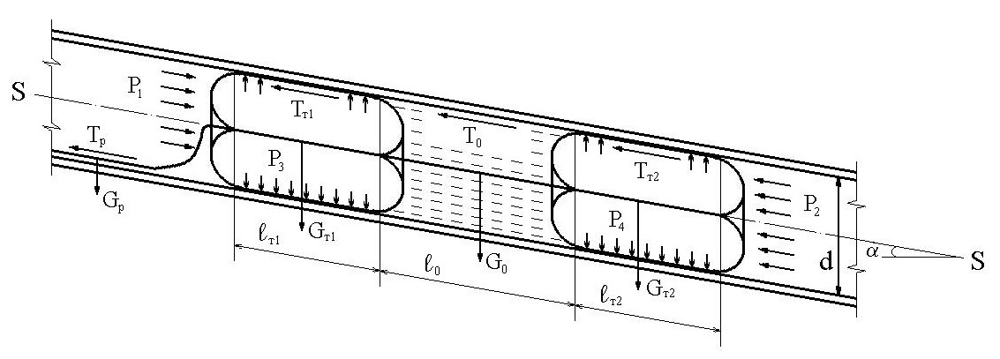 S
P₁
Tр
Gр
Tт1
P₃
Gт1
ℓт1
T₀
ℓ₀
G₀
Tт2
P₄
Gт2
ℓт2
P₂
d
α
S